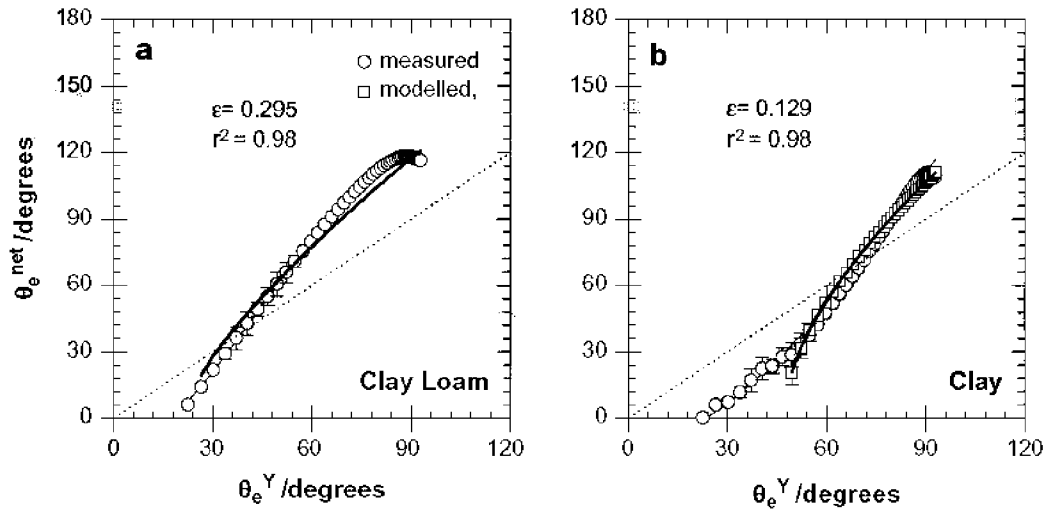 a
measured
modelled,
ε= 0.295
r² = 0.98
Clay Loam
180
150
120
90
60
30
0
0 30 60 90 120
θₑⁿᵉᵗ /degrees
θₑʸ /degrees
b
ε= 0.129
r² = 0.98
Clay
180
150
120
90
60
30
0
0 30 60 90 120
θₑʸ /degrees